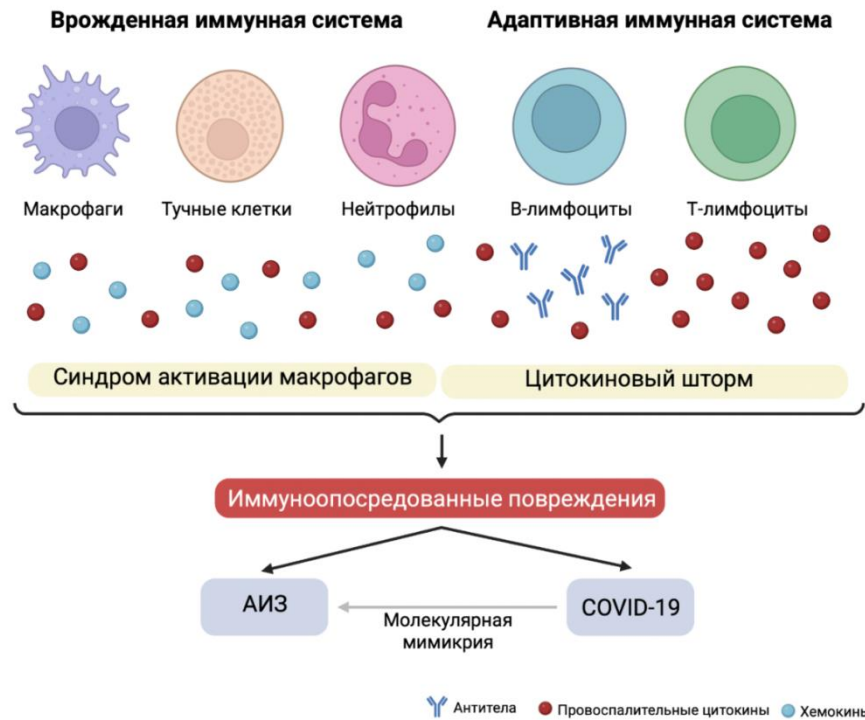 Врожденная иммунная система
Адаптивная иммунная система
Макрофаги
Тучные клетки
Нейтрофилы
В-лимфоциты
Т-лимфоциты
Синдром активации макрофагов
Цитокиновый шторм
Иммуноопосредованные повреждения
АИЗ
Молекулярная
мимикрия
COVID-19
Антитела
Провоспалительные цитокины
Хемокины